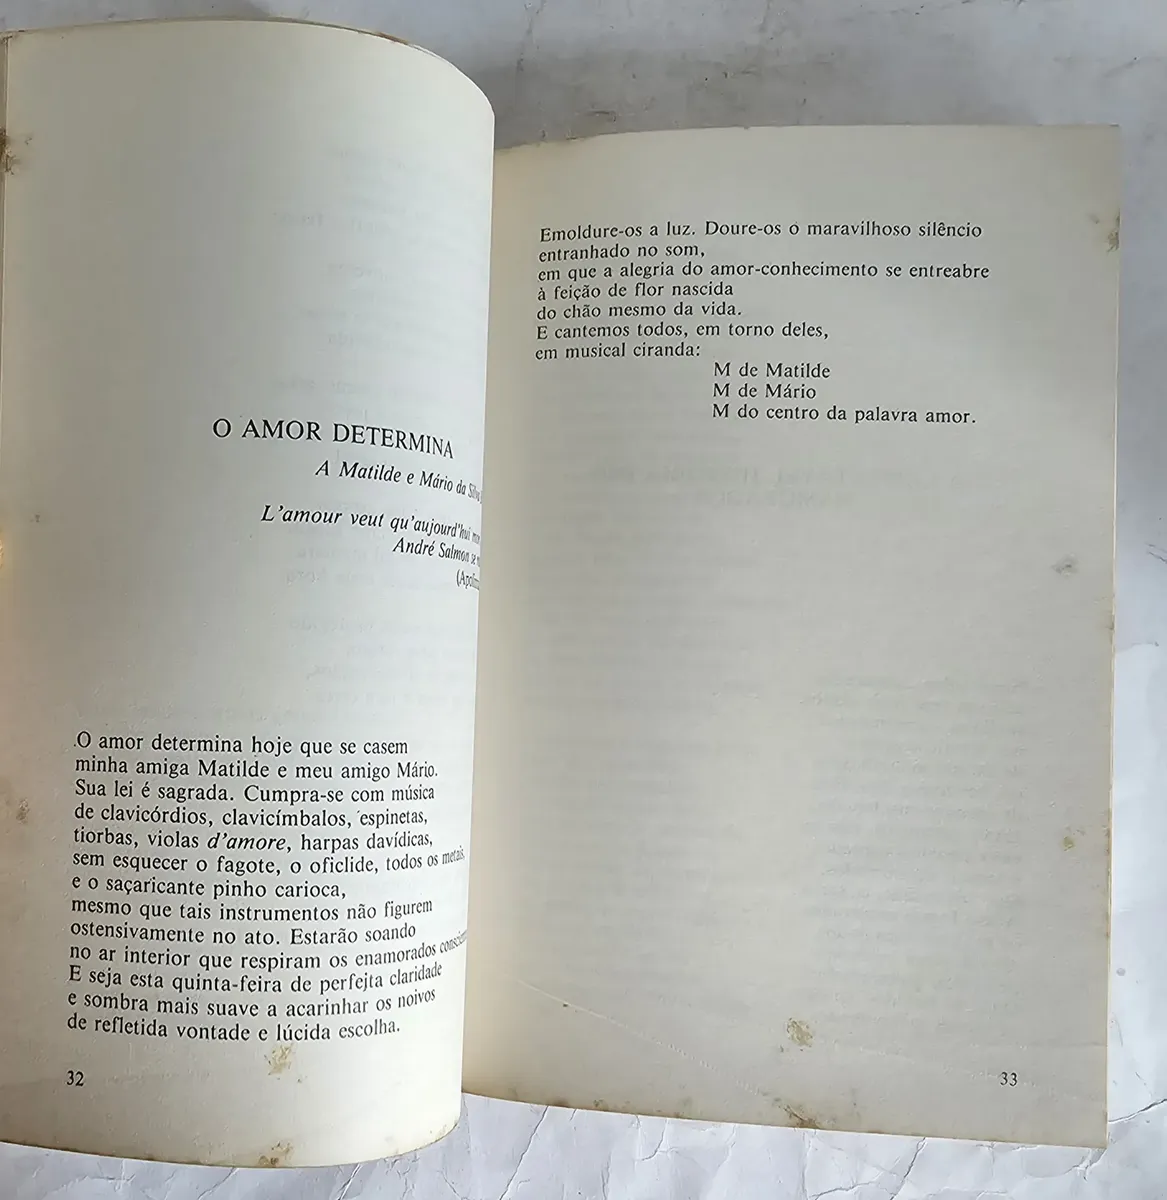 O AMOR DETERMINA
A Matilde e Mário da Silva
L'amour veut qu'aujourd'hui
André Salmon se
.O amor determina hoje que se casem
minha amiga Matilde e meu amigo Mário.
Sua lei é sagrada. Cumpra-se com música
de clavicórdios, clavicímbalos, espinetas,
tiorbas, violas d'amore, harpas davídicas,
sem esquecer o fagote, o oficlide, todos os metais,
e o saçaricante pinho carioca,
mesmo que tais instrumentos não figurem
ostensivamente no ato. Estarão soando
no ar interior que respiram os enamorados
E seja esta quinta-feira de perfejta claridade
e sombra mais suave a acarinhar os noivos
de refletida vontade e lúcida escolha.
32
Emoldure-os a luz. Doure-os o maravilhoso silêncio
entranhado no som,
em que a alegria do amor-conhecimento se entreabre
à feição de flor nascida
do chão mesmo da vida.
E cantemos todos, em torno deles,
em musical ciranda:
M de Matilde
M de Mário
M do centro da palavra amor.
33